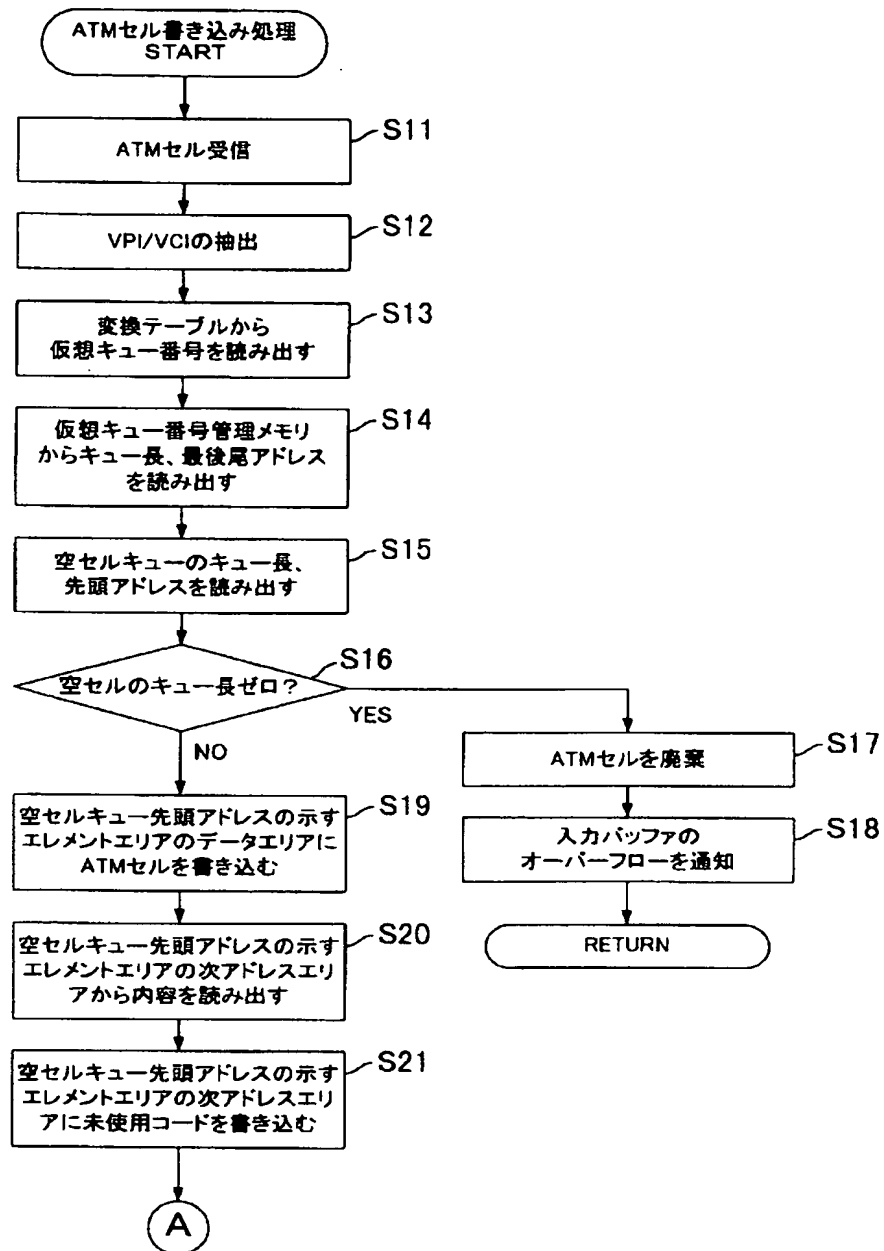 ATMセル書き込み処理
START
S11
ATMセル受信
S12
VPI/VCIの抽出
S13
変換テーブルから
仮想キュー番号を読み出す
S14
仮想キュー番号管理メモリ
からキュー長、最後尾アドレス
を読み出す
S15
空セルキューのキュー長、
先頭アドレスを読み出す
S16
空セルのキュー長ゼロ?
YES
NO
S17
ATMセルを廃棄
S18
入力バッファの
オーバーフローを通知
RETURN
S19
空セルキュー先頭アドレスの示す
エレメントエリアのデータエリアに
ATMセルを書き込む
S20
空セルキュー先頭アドレスの示す
エレメントエリアの次アドレスエリ
アから内容を読み出す
S21
空セルキュー先頭アドレスの示す
エレメントエリアの次アドレスエリ
アに未使用コードを書き込む
A